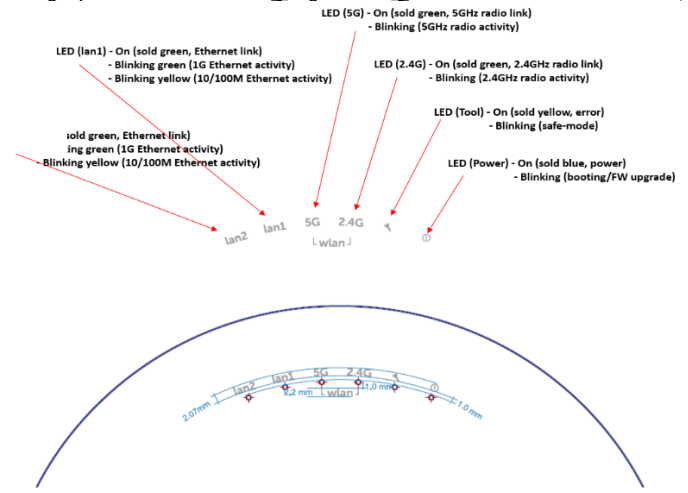 LED (5G) - On (sold green, 5GHz radio link)
- Blinking (5GHz radio activity)
LED (lan1) - On (sold green, Ethernet link)
- Blinking green (1G Ethernet activity)
- Blinking yellow (10/100M Ethernet activity)
LED (2.4G) - On (sold green, 2.4GHz radio link)
- Blinking (2.4GHz radio activity)
LED (Tool) - On (sold yellow, error)
- Blinking (safe-mode)
old green, Ethernet link)
ing green (1G Ethernet activity)
- Blinking yellow (10/100M Ethernet activity)
LED (Power) - On (sold blue, power)
- Blinking (booting/FW upgrade)
lan2 lan1 5G 2.4G
wlan
lan2 lan1 5G 2.4G
2.07mm
.2 mm
wlan
1,0 mm
1.0 mm